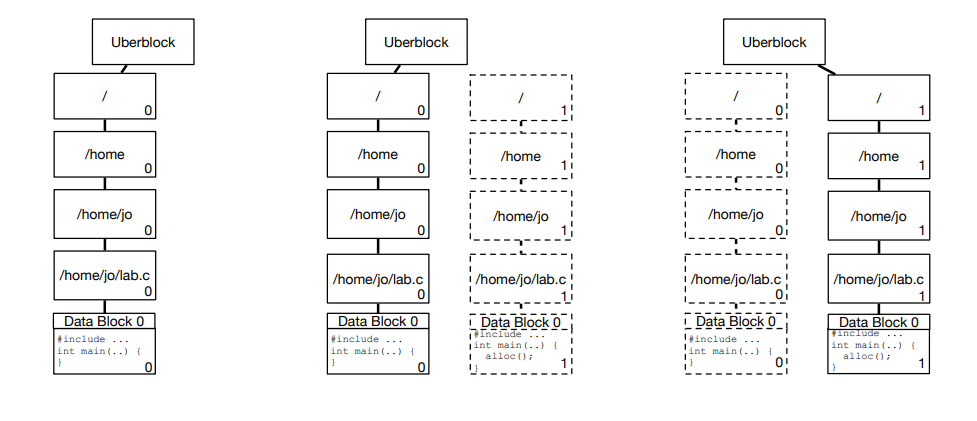 Uberblock
/
0
/home
0
/home/jo
0
/home/jo/lab.c
0
Data Block 0
#include ...
int main(..) {
}
0
Uberblock
/
0
/home
0
/home/jo
0
/home/jo/lab.c
0
Data Block 0
#include ...
int main(..) {
}
0
/
1
/home
1
/home/jo
1
/home/jo/lab.c
1
Data Block 0
#include ...
int main(..) {
alloc();
}
1
Uberblock
/
0
/home
0
/home/jo
0
/home/jo/lab.c
0
Data Block 0
#include ...
int main(..) {
}
0
/
1
/home
1
/home/jo
1
/home/jo/lab.c
1
Data Block 0
#include ...
int main(..) {
alloc();
}
1